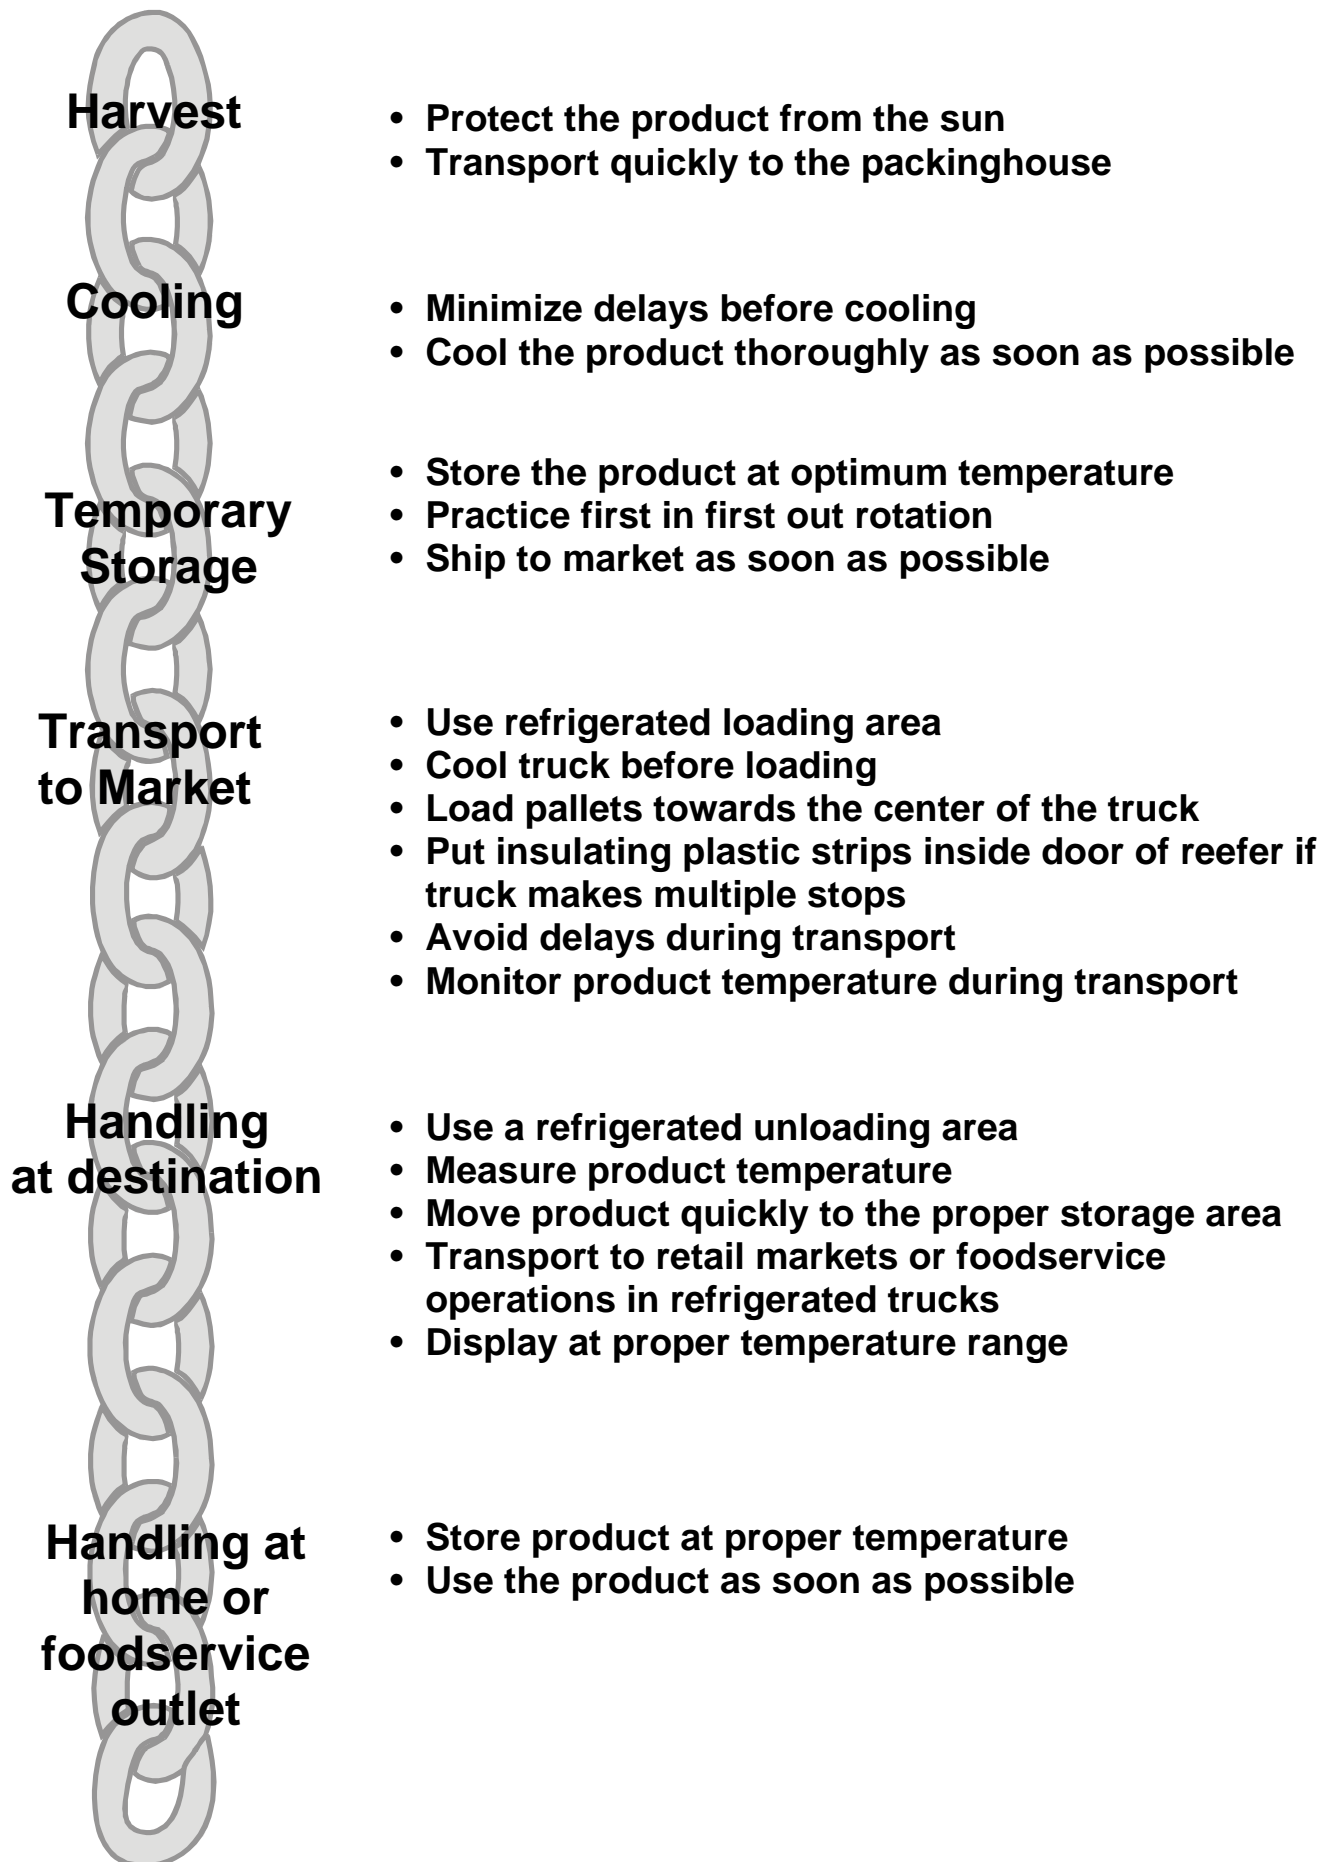 Harvest
• Protect the product from the sun
• Transport quickly to the packinghouse
Cooling
• Minimize delays before cooling
• Cool the product thoroughly as soon as possible
Temporary
Storage
• Store the product at optimum temperature
• Practice first in first out rotation
• Ship to market as soon as possible
Transport
to Market
• Use refrigerated loading area
• Cool truck before loading
• Load pallets towards the center of the truck
• Put insulating plastic strips inside door of reefer if
truck makes multiple stops
• Avoid delays during transport
• Monitor product temperature during transport
Handling
at destination
• Use a refrigerated unloading area
• Measure product temperature
• Move product quickly to the proper storage area
• Transport to retail markets or foodservice
operations in refrigerated trucks
• Display at proper temperature range
Handling at
home or
foodservice
outlet
• Store product at proper temperature
• Use the product as soon as possible